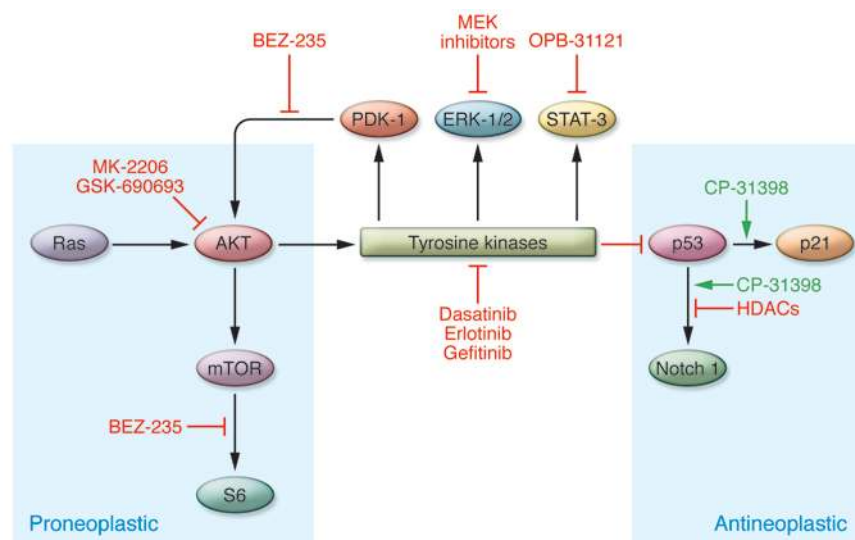 BEZ-235
MEK
inhibitors
OPB-31121
PDK-1
ERK-1/2
STAT-3
MK-2206
GSK-690693
CP-31398
Ras
AKT
Tyrosine kinases
p53
p21
CP-31398
HDACs
Dasatinib
Erlotinib
Gefitinib
mTOR
Notch 1
BEZ-235
S6
Proneoplastic
Antineoplastic